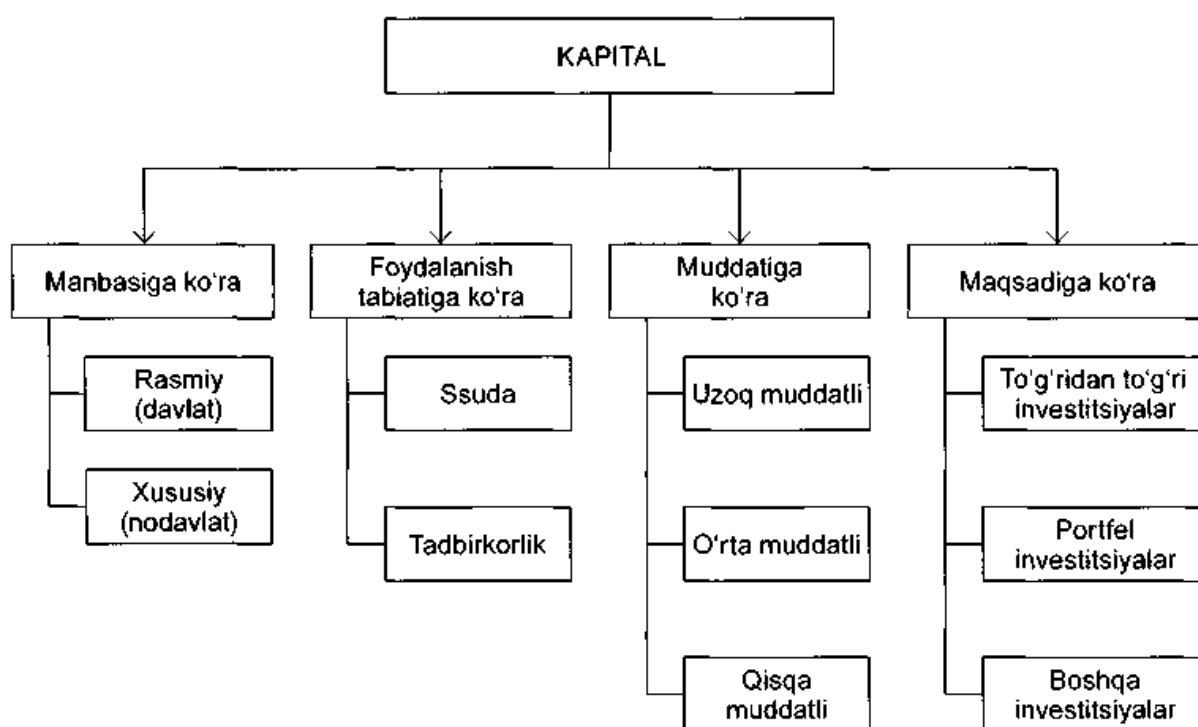 KAPITAL
Manbasiga ko‘ra
Foydalanish
tabiatiga ko‘ra
Muddatiga
ko‘ra
Maqsadiga ko‘ra
Rasmiy
(davlat)
Xususiy
(nodavlat)
Ssuda
Tadbirkorlik
Uzoq muddatli
O‘rta muddatli
Qisqa
muddatli
To‘g‘ridan to‘g‘ri
investitsiyalar
Portfel
investitsiyalar
Boshqa
investitsiyalar